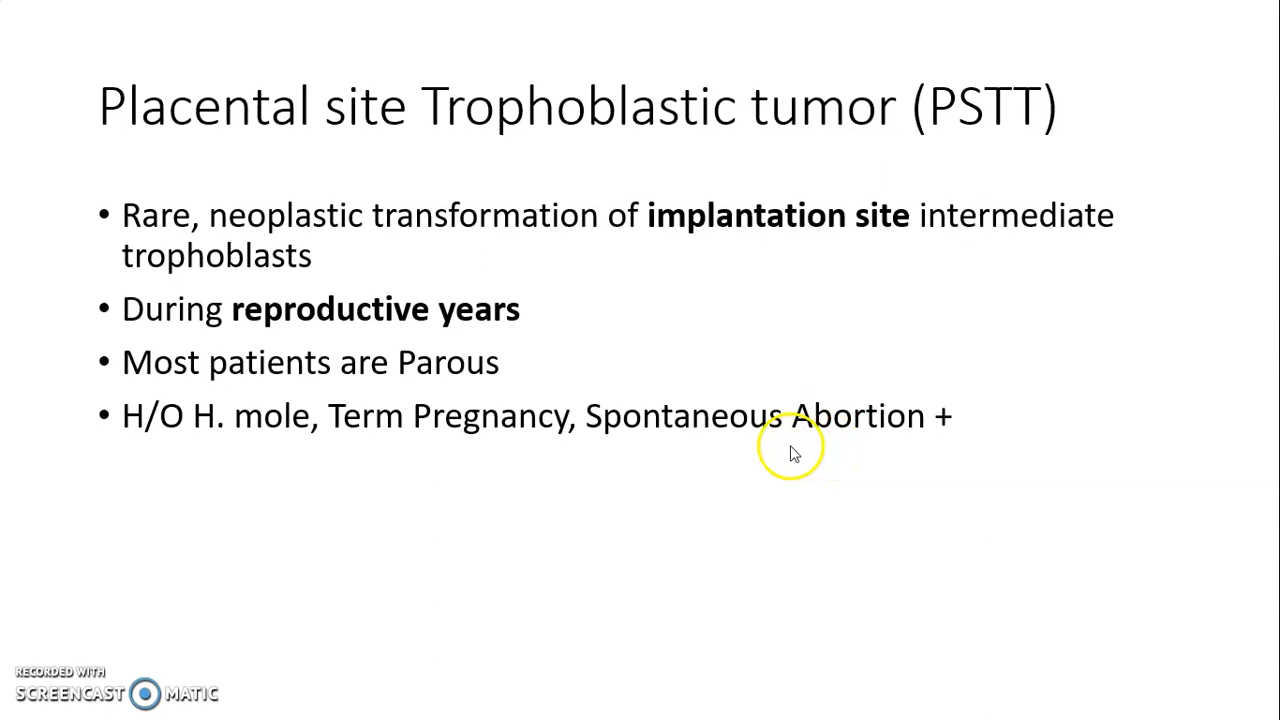 Placental site Trophoblastic tumor (PSTT)
• Rare, neoplastic transformation of implantation site intermediate
trophoblasts
• During reproductive years
• Most patients are Parous
• H/O H. mole, Term Pregnancy, Spontaneous Abortion +
RECORDED WITH
SCREENCAST MATIC